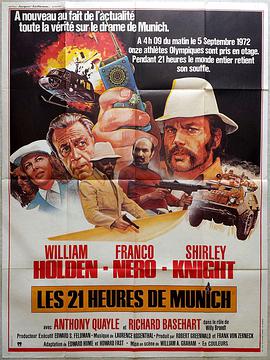 A nouveau au fait de l'actualité
toute la vérité sur le drame de Munich.
A 4h 09 du matin le 5 Septembre 1972
onze athlètes Olympiques sont pris en otage.
Pendant 21 heures le monde entier retient
son souffle.
WILLIAM HOLDEN - FRANCO NERO - SHIRLEY KNIGHT
LES 21 HEURES DE MUNICH
avec ANTHONY QUAYLE et RICHARD BASEHART dans le rôle de Willy Brandt
Producteur Exécutif EDWARD S. FELDMAN - Musique de LAURENCE ROSENTHAL - Produit par ROBERT GREENWALD et FRANK VON ZERNECK
Adaptation de EDWARD HUME et HOWARD FAST - Mise en scène de WILLIAM A. GRAHAM - En COULEURS